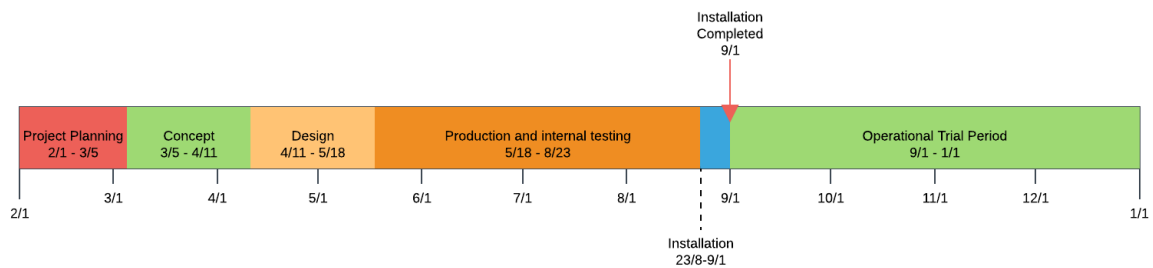 Installation
Completed
9/1
Project Planning
2/1 - 3/5
Concept
3/5 - 4/11
Design
4/11 - 5/18
Production and internal testing
5/18 - 8/23
Operational Trial Period
9/1 - 1/1
2/1
3/1
4/1
5/1
6/1
7/1
8/1
9/1
10/1
11/1
12/1
1/1
Installation
23/8-9/1